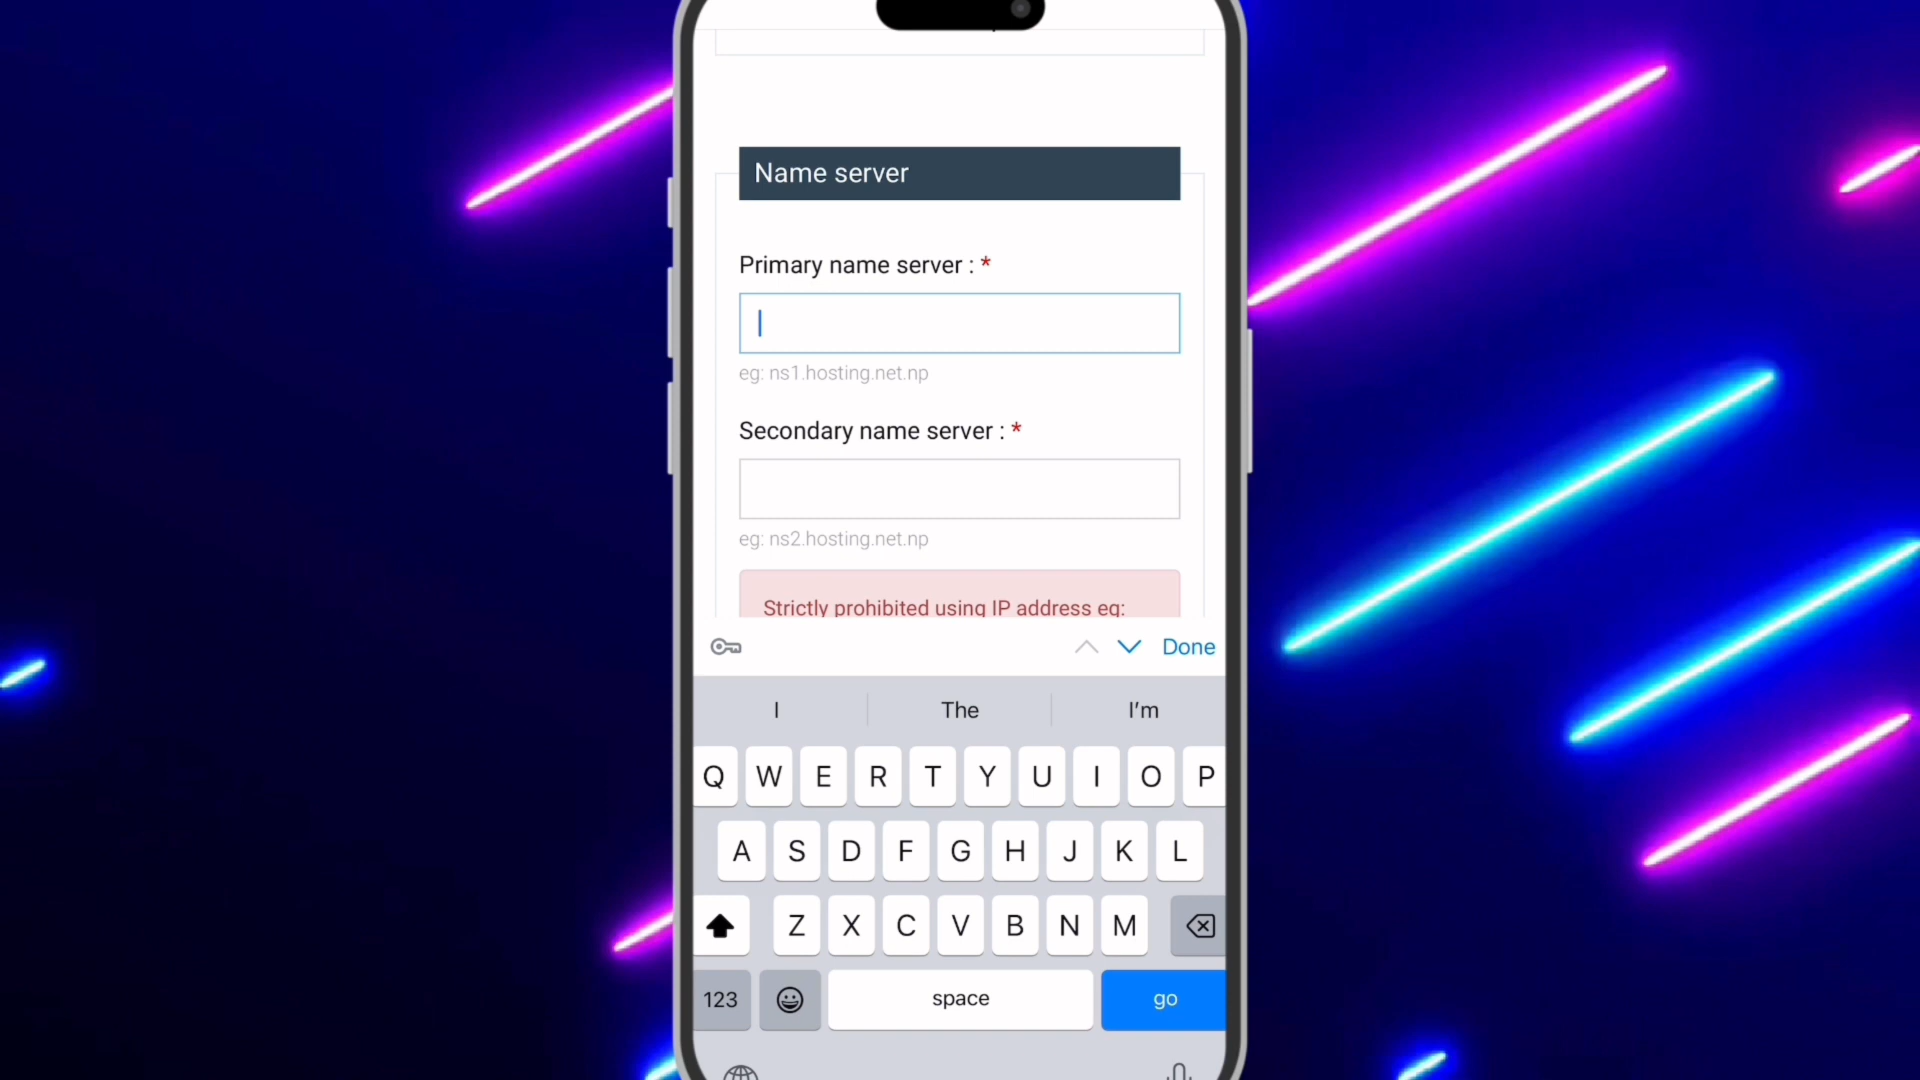 Name server
Primary name server : *
eg: ns1.hosting.net.np
Secondary name server : *
eg: ns2.hosting.net.np
Strictly prohibited using IP address eg:
Done
I The I'm
Q W E R T Y U I O P
A S D F G H J K L
Z X C V B N M
123 space go